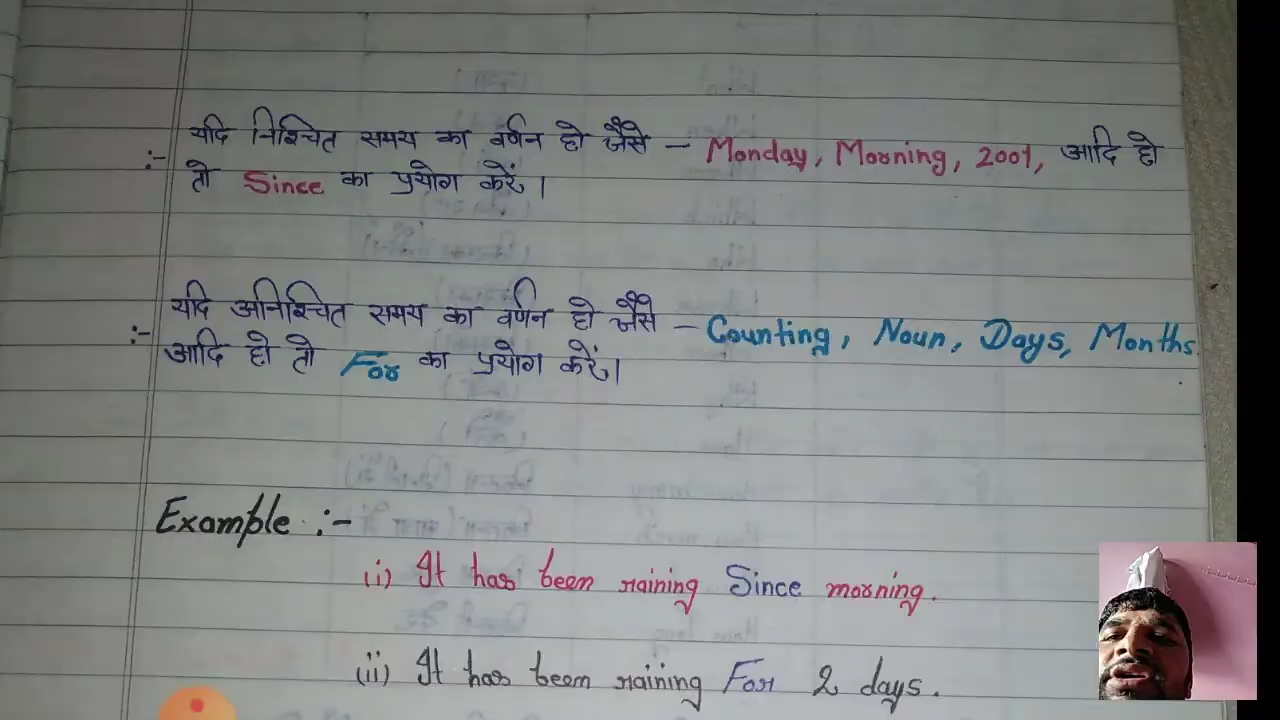 यदि निश्चित समय का वर्णन हो जैसे – Monday, Morning, 2001, आदि हो
:- तो Since का प्रयोग करें।
यदि अनिश्चित समय का वर्णन हो जैसे – Counting, Noun, Days, Months.
:- आदि हो तो For का प्रयोग करें।
Example :-
(i) It has been raining Since morning.
(ii) It has been raining For 2 days.